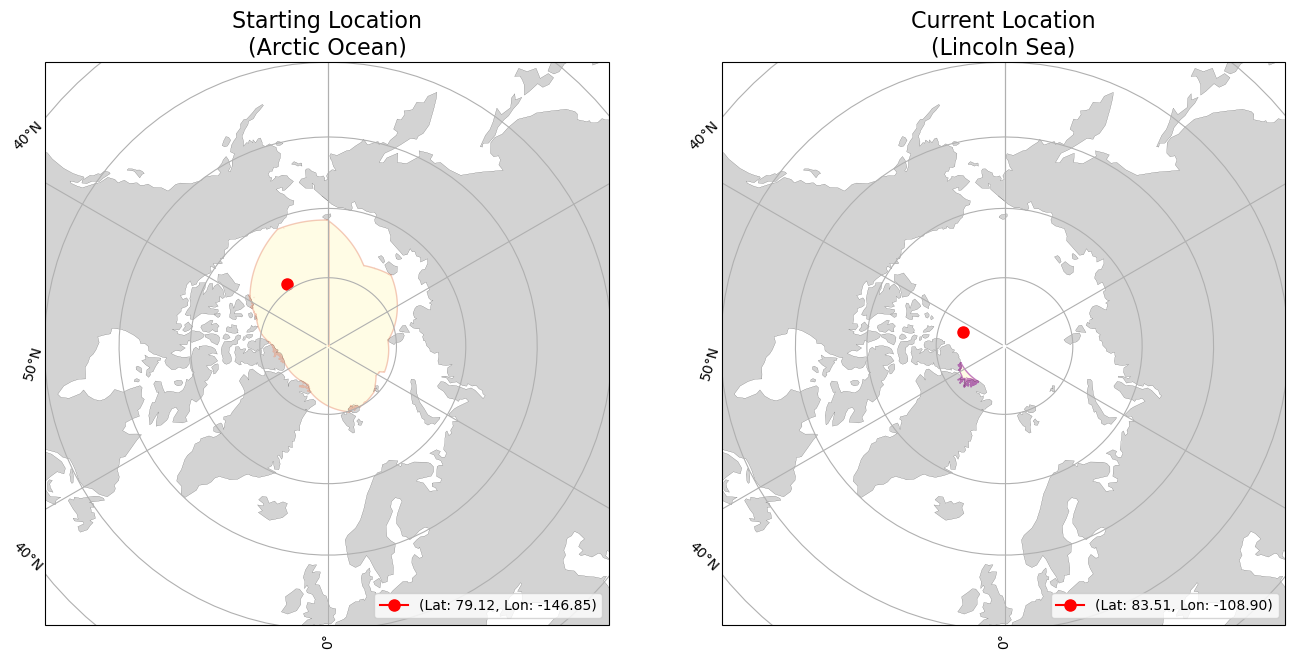 Starting Location
(Arctic Ocean)
40°N
50°N
40°N
0°
(Lat: 79.12, Lon: -146.85)
Current Location
(Lincoln Sea)
40°N
50°N
40°N
0°
(Lat: 83.51, Lon: -108.90)